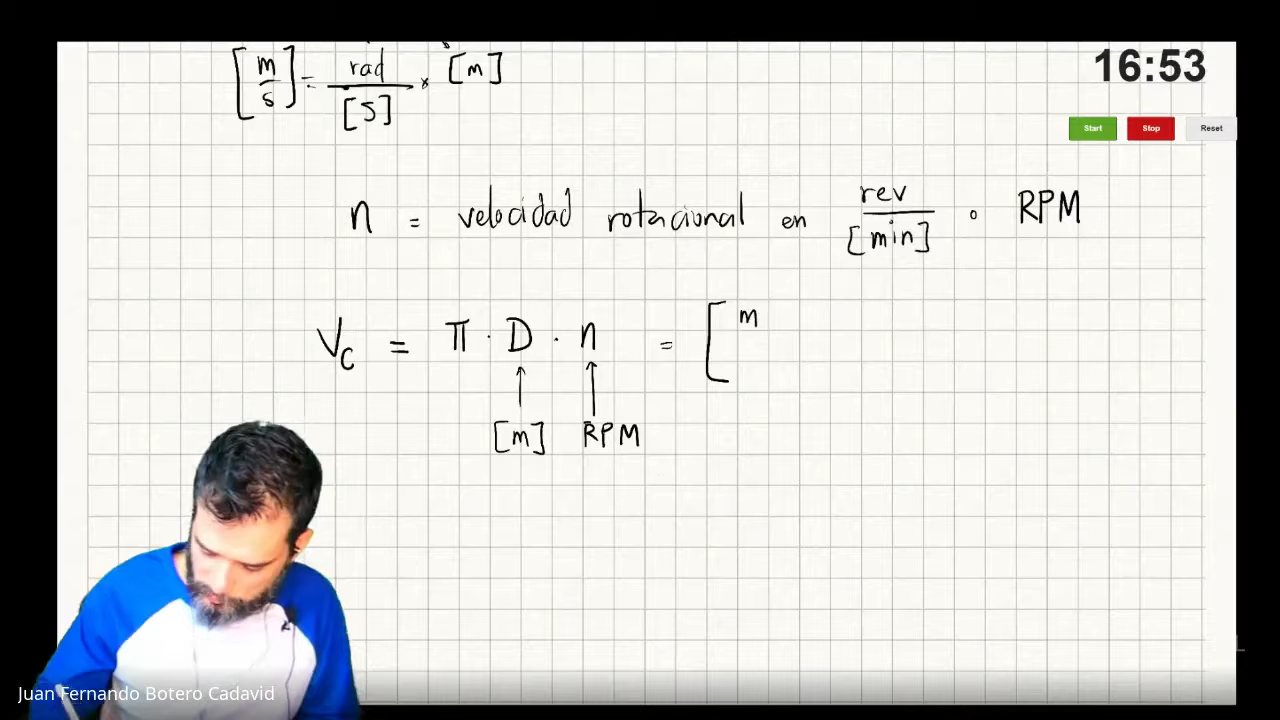 [m/s] = rad/[s] * [m]
16:53
Start Stop Reset
n = velocidad rotacional en rev/[min] o RPM
Vc = π · D · n = [m
[m] RPM
Juan Fernando Botero Cadavid